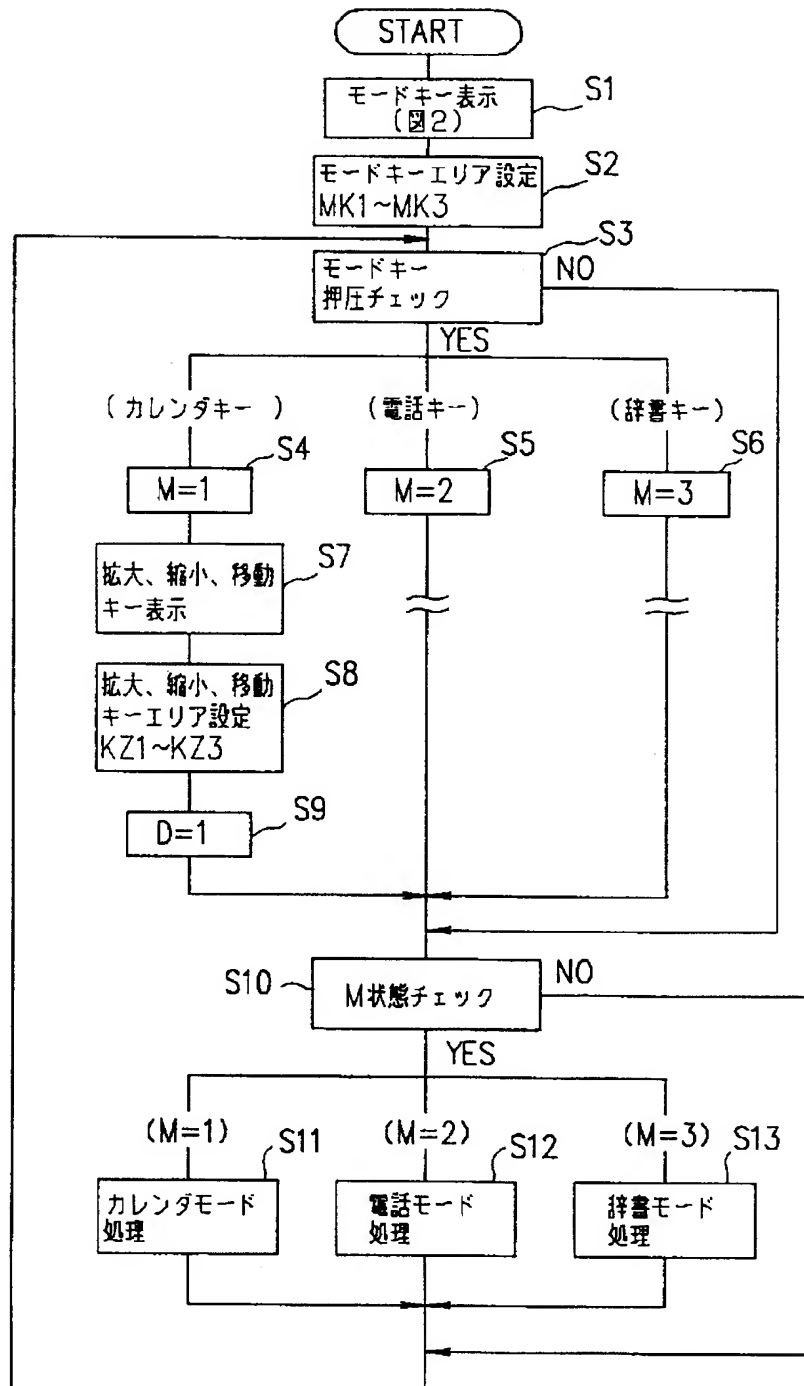 START
モードキー表示
(図2)
S1
モードキーエリア設定
MK1~MK3
S2
モードキー
押圧チェック
S3
NO
YES
(カレンダキー)
(電話キー)
(辞書キー)
M=1
S4
M=2
S5
M=3
S6
拡大、縮小、移動
キー表示
S7
拡大、縮小、移動
キーエリア設定
KZ1~KZ3
S8
D=1
S9
S10
M状態チェック
NO
YES
(M=1)
(M=2)
(M=3)
カレンダモード
処理
S11
電話モード
処理
S12
辞書モード
処理
S13